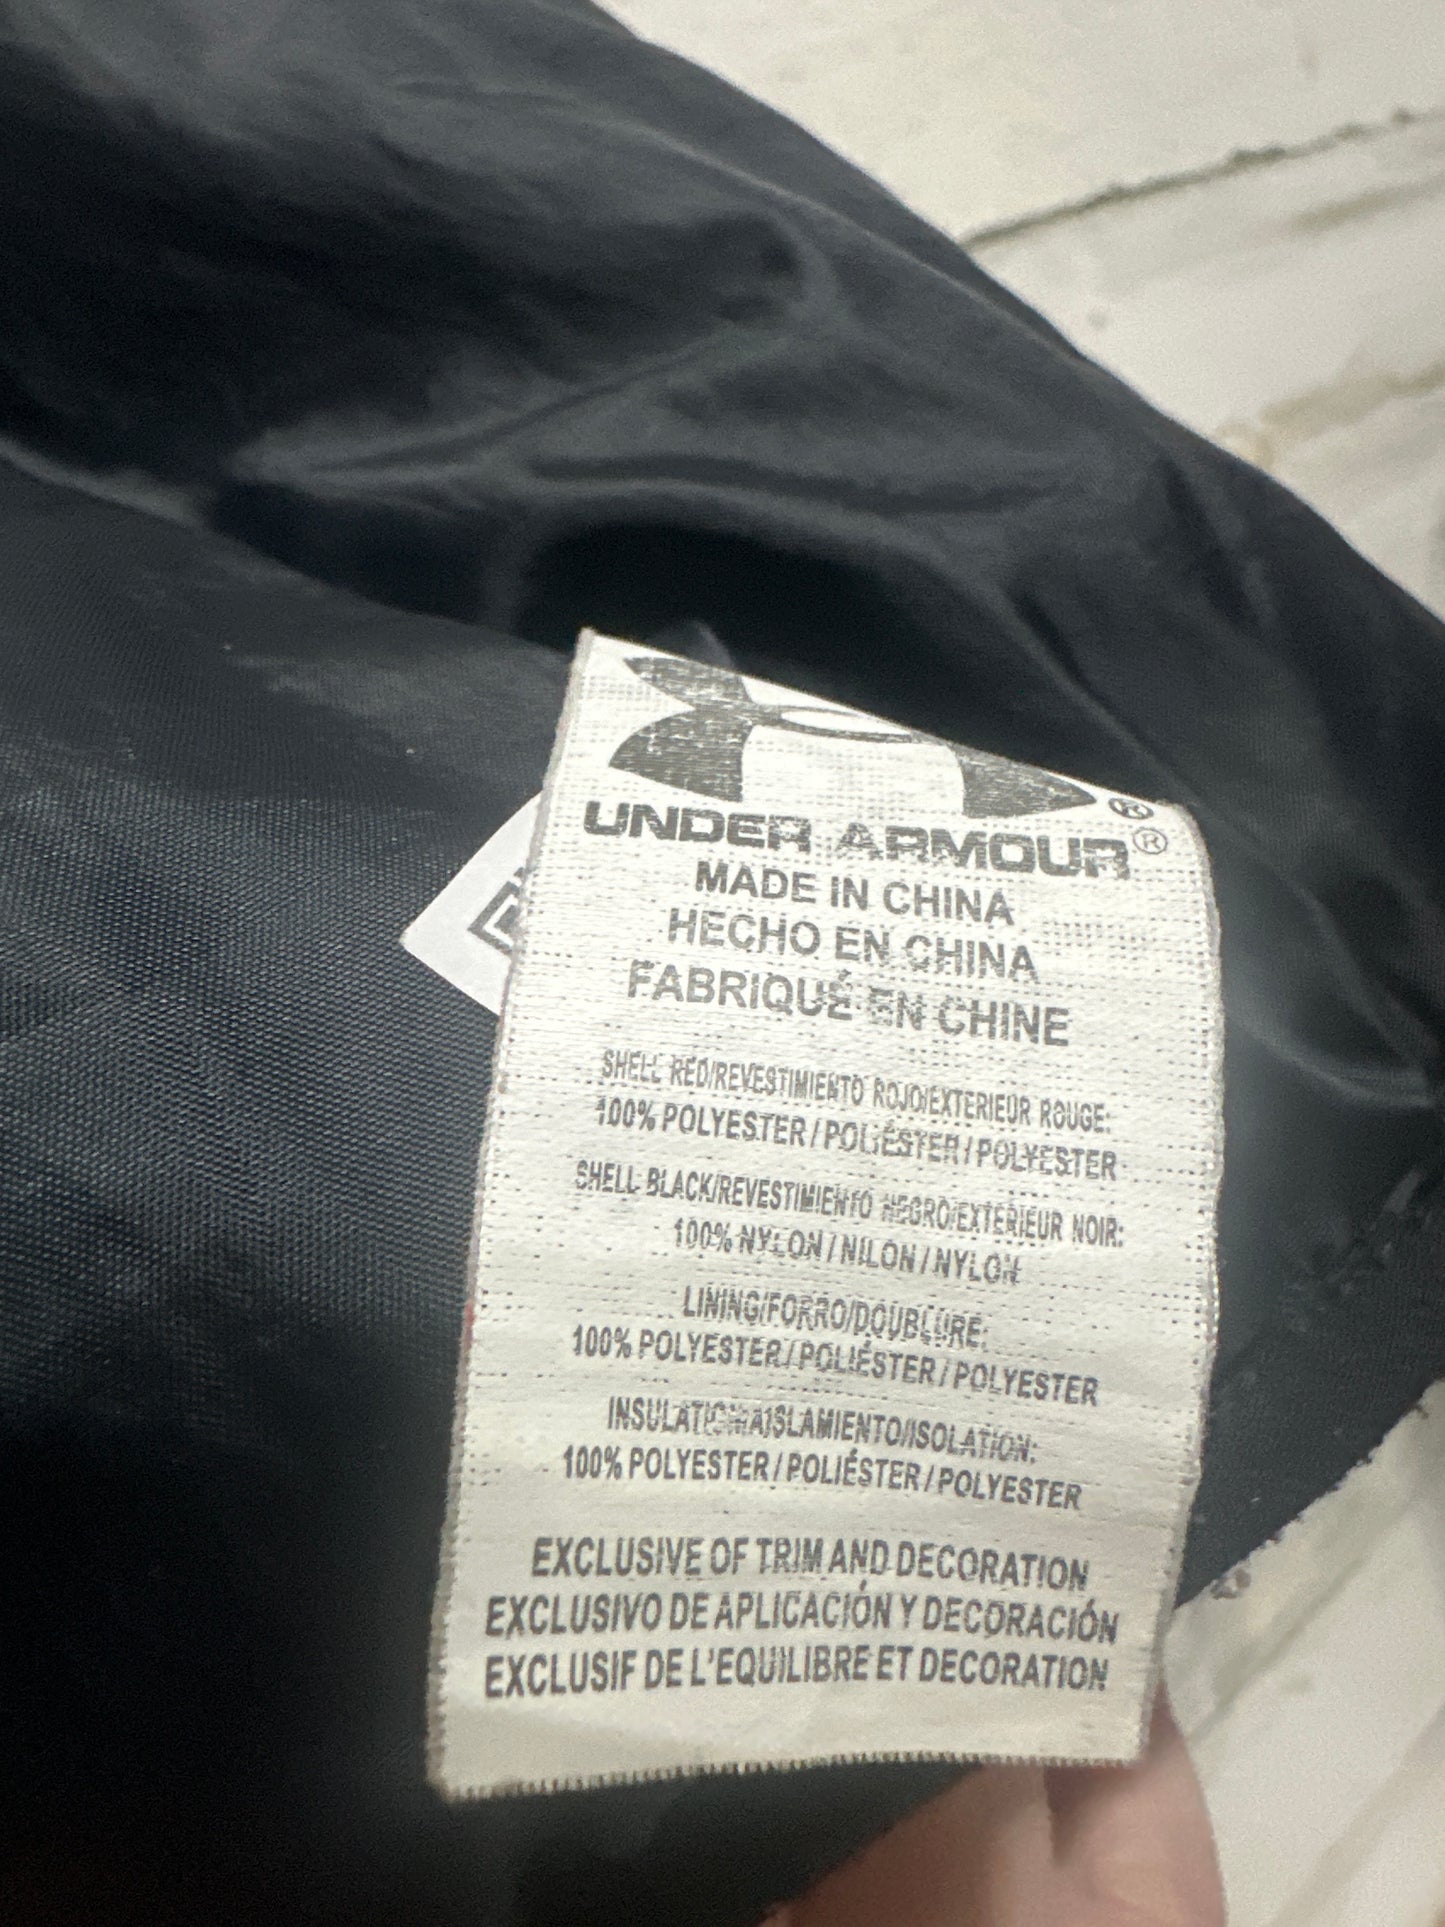 ®
UNDER ARMOUR®
MADE IN CHINA
HECHO EN CHINA
FABRIQUÉ EN CHINE
SHELL RED/REVESTIMIENTO ROJO/EXTERIEUR ROUGE:
100% POLYESTER / POLIÉSTER / POLYESTER
SHELL BLACK/REVESTIMIENTO NEGRO/EXTERIEUR NOIR:
100% NYLON / NILON / NYLON
LINING/FORRO/DOUBLURE:
100% POLYESTER / POLIÉSTER / POLYESTER
INSULATION/AISLAMIENTO/ISOLATION:
100% POLYESTER / POLIÉSTER / POLYESTER
EXCLUSIVE OF TRIM AND DECORATION
EXCLUSIVO DE APLICACIÓN Y DECORACIÓN
EXCLUSIF DE L'EQUILIBRE ET DECORATION